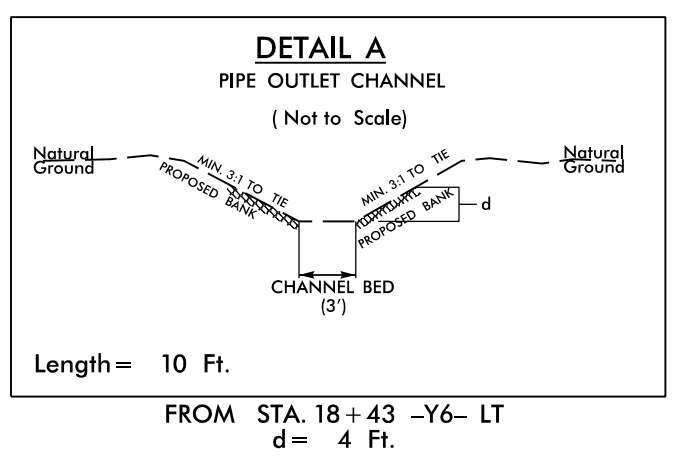 DETAIL A
PIPE OUTLET CHANNEL
( Not to Scale)
Natural
Ground
MIN. 3:1 TO TIE
PROPOSED BANK
MIN. 3:1 TO TIE
PROPOSED BANK
d
Natural
Ground
CHANNEL BED
(3')
Length = 10 Ft.
FROM STA. 18+43 -Y6- LT
d = 4 Ft.